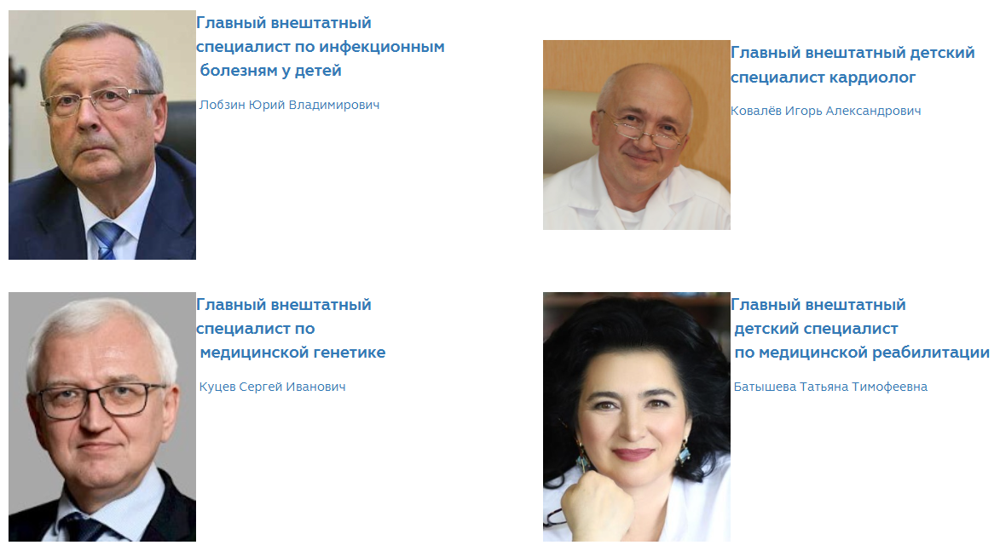 Главный внештатный
специалист по инфекционным
болезням у детей
Лобзин Юрий Владимирович
Главный внештатный детский
специалист кардиолог
Ковалёв Игорь Александрович
Главный внештатный
специалист по
медицинской генетике
Куцев Сергей Иванович
Главный внештатный
детский специалист
по медицинской реабилитации
Батышева Татьяна Тимофеевна